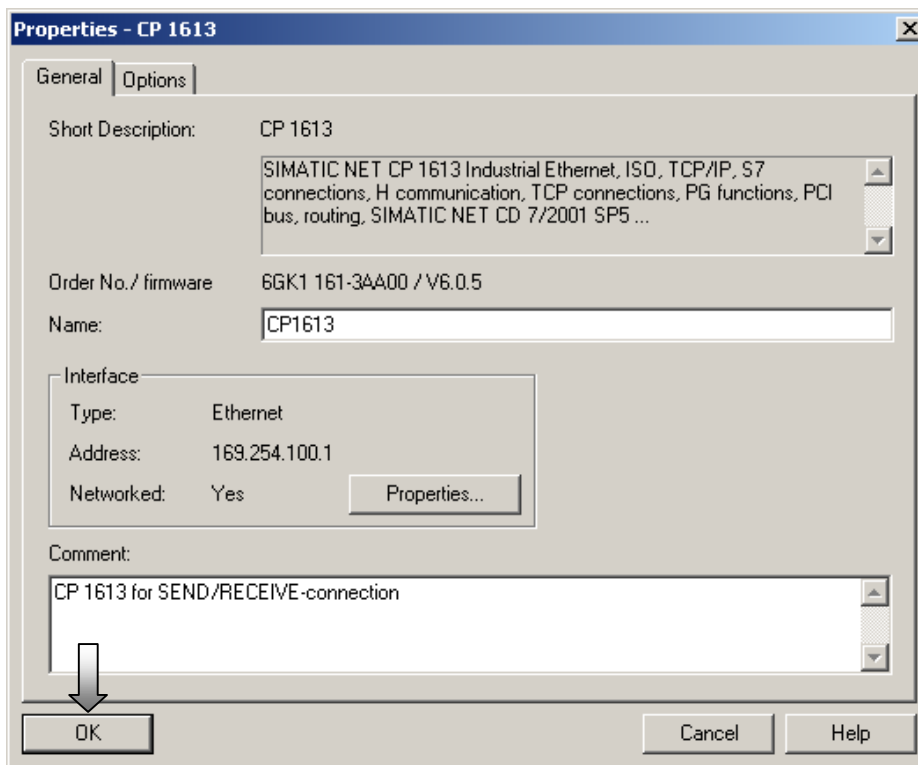 Properties - CP 1613
General Options
Short Description: CP 1613
SIMATIC NET CP 1613 Industrial Ethernet, ISO, TCP/IP, S7
connections, H communication, TCP connections, PG functions, PCI
bus, routing, SIMATIC NET CD 7/2001 SP5 ...
Order No./ firmware 6GK1 161-3AA00 / V6.0.5
Name: CP1613
Interface
Type: Ethernet
Address: 169.254.100.1
Networked: Yes Properties...
Comment:
CP 1613 for SEND/RECEIVE-connection
OK Cancel Help